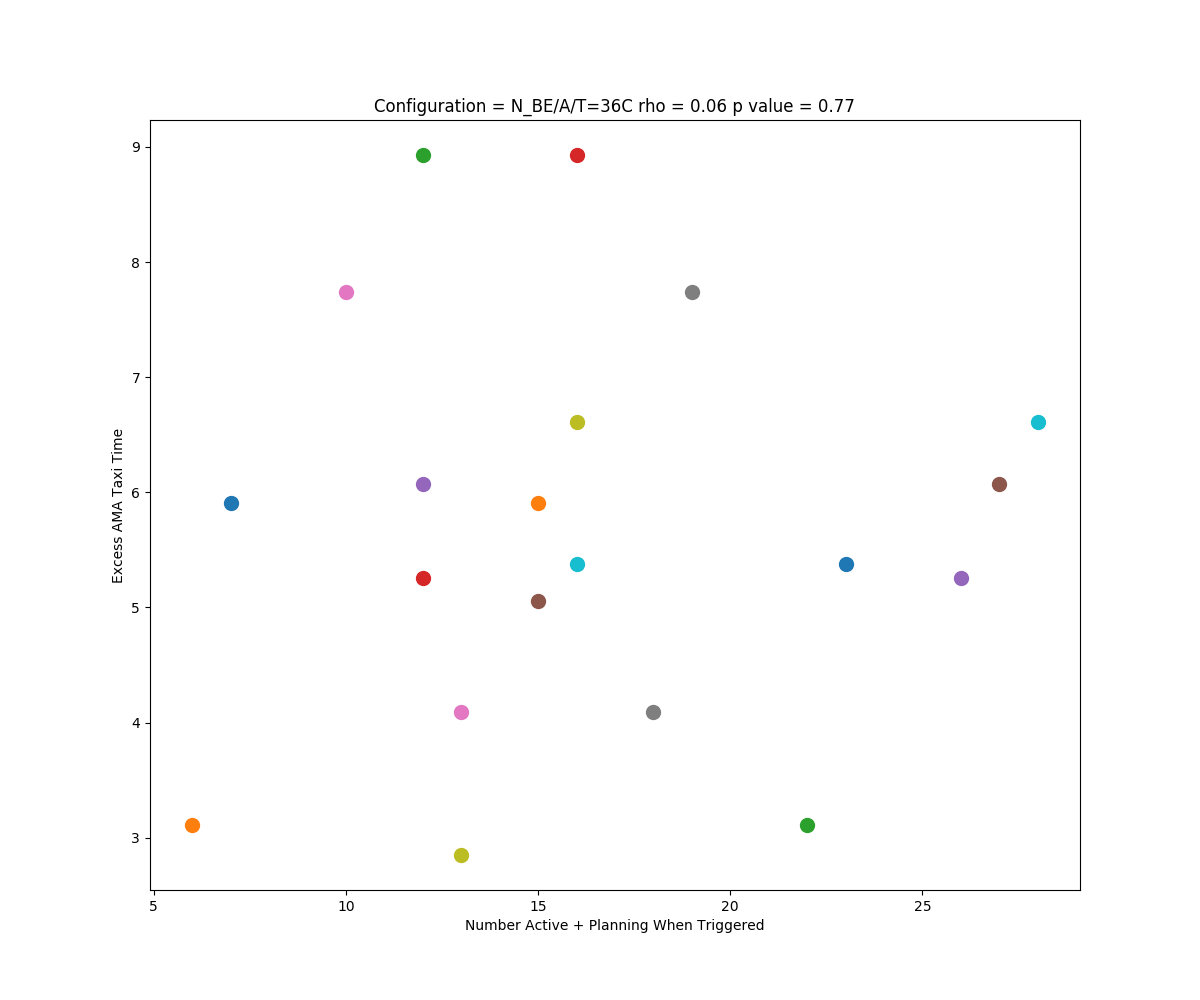 Configuration = N_BE/A/T=36C rho = 0.06 p value = 0.77
9
8
7
6
5
4
3
Excess AMA Taxi Time
5 10 15 20 25
Number Active + Planning When Triggered